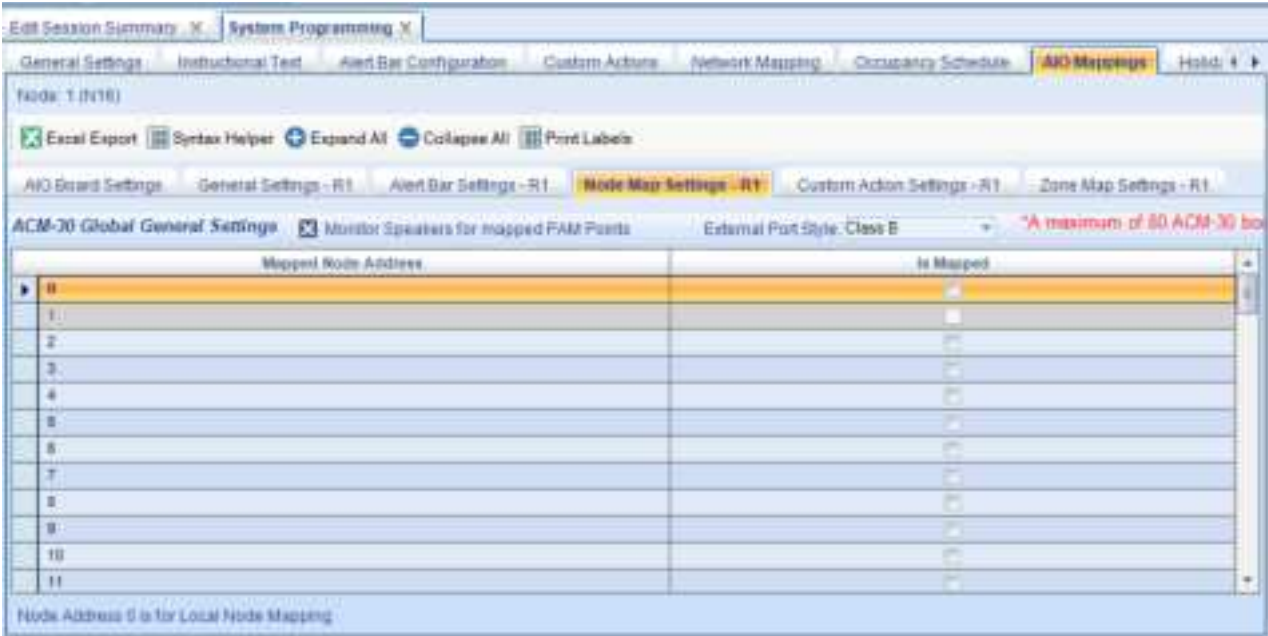 Edit Session Summary X System Programming X
General Settings Instructional Text Alert Bar Configuration Custom Actions Network Mapping Occupancy Schedule AIO Mappings
Node: 1 (N16)
Excel Export Syntax Helper Expand All Collapse All Print Labels
AIO Board Settings General Settings - R1 Alert Bar Settings - R1 Node Map Settings - R1 Custom Action Settings - R1 Zone Map Settings - R1
ACM-30 Global General Settings Monitor Speakers for mapped FAM Points External Port Style: Class B *A maximum of 60 ACM-30
Mapped Node Address Is Mapped
0
1
2
3
4
5
6
7
8
9
10
11
Node Address 0 is for Local Node Mapping